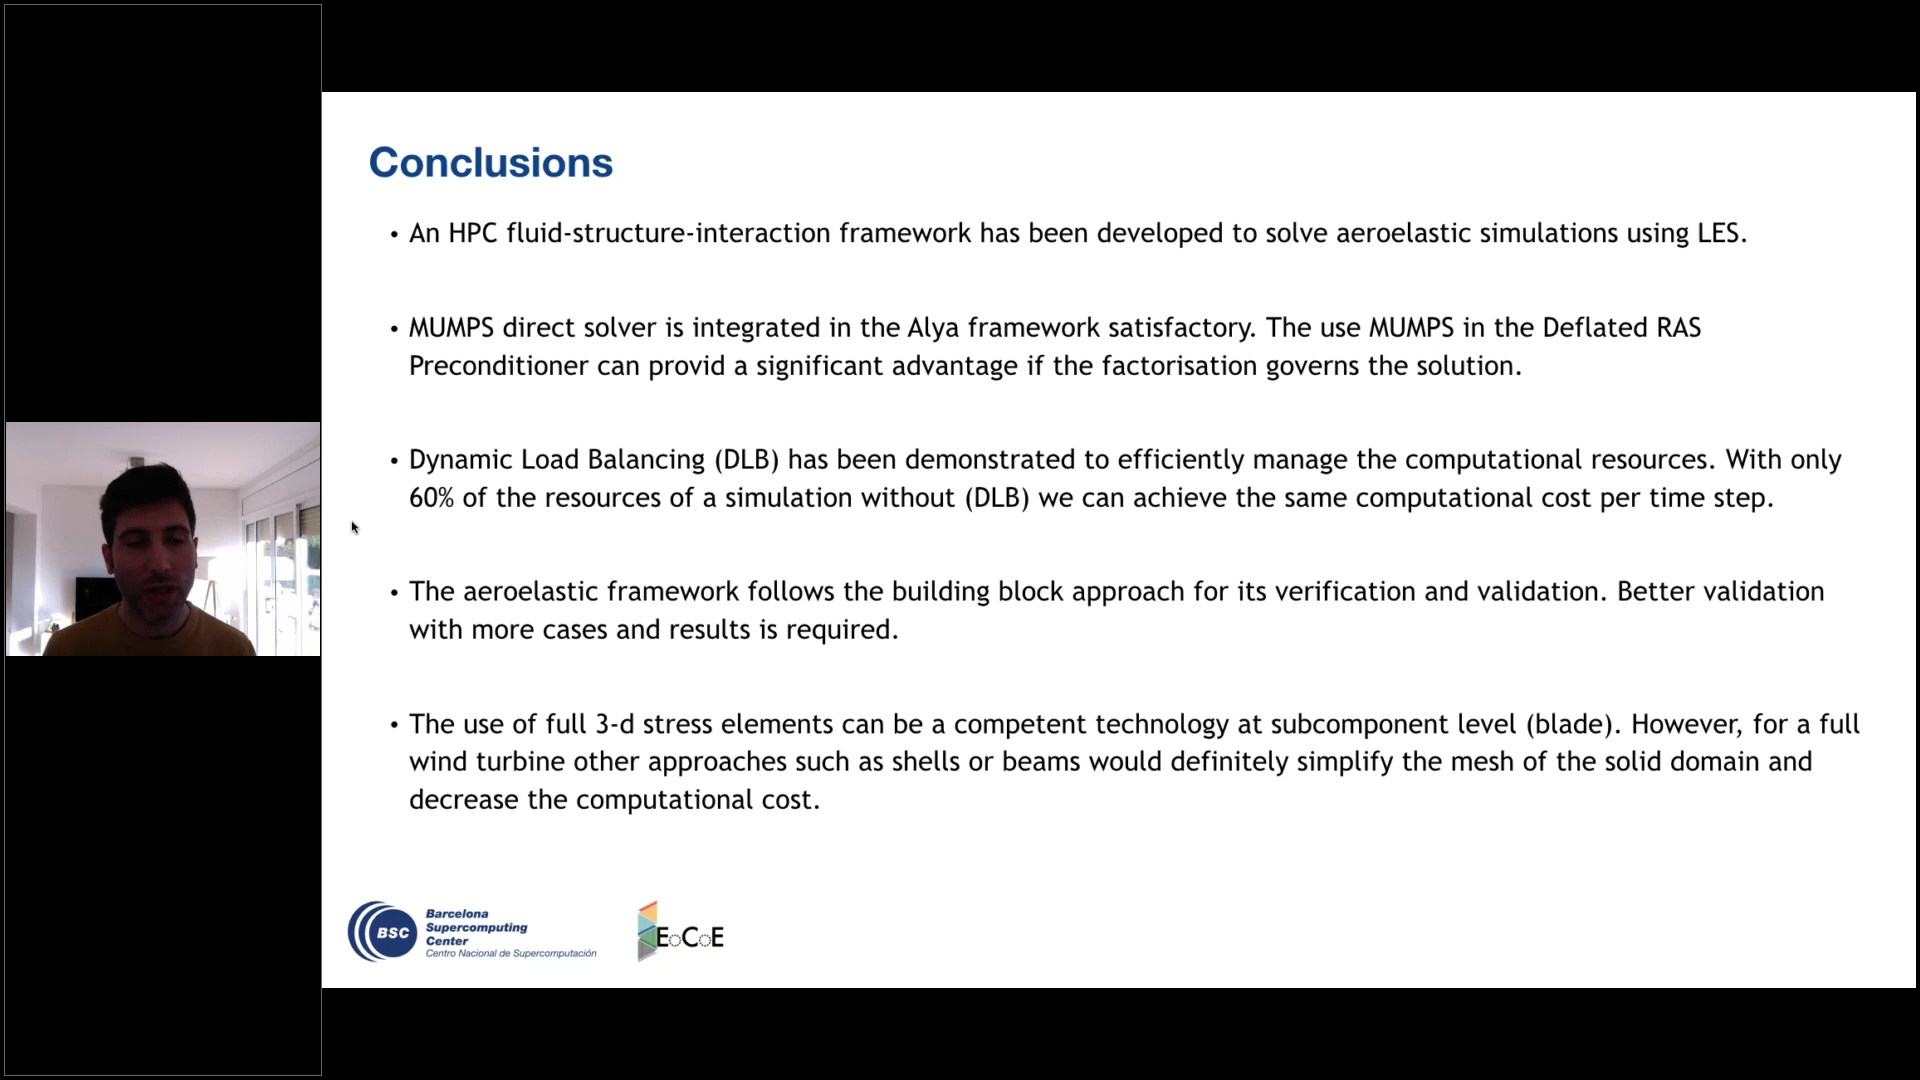 Conclusions
• An HPC fluid-structure-interaction framework has been developed to solve aeroelastic simulations using LES.
• MUMPS direct solver is integrated in the Alya framework satisfactory. The use MUMPS in the Deflated RAS
Preconditioner can provid a significant advantage if the factorisation governs the solution.
• Dynamic Load Balancing (DLB) has been demonstrated to efficiently manage the computational resources. With only
60% of the resources of a simulation without (DLB) we can achieve the same computational cost per time step.
• The aeroelastic framework follows the building block approach for its verification and validation. Better validation
with more cases and results is required.
• The use of full 3-d stress elements can be a competent technology at subcomponent level (blade). However, for a full
wind turbine other approaches such as shells or beams would definitely simplify the mesh of the solid domain and
decrease the computational cost.
BSC
Barcelona
Supercomputing
Center
Centro Nacional de Supercomputación
EoCoE